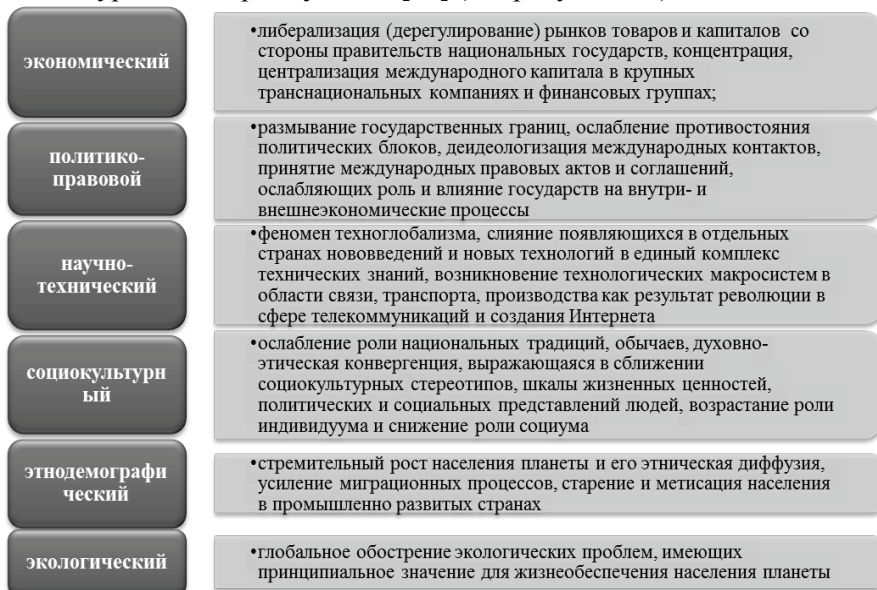 экономический
•либерализация (дерегулирование) рынков товаров и капиталов со
стороны правительств национальных государств, концентрация,
централизация международного капитала в крупных
транснациональных компаниях и финансовых группах;
политико-
правовой
•размывание государственных границ, ослабление противостояния
политических блоков, деидеологизация международных контактов,
принятие международных правовых актов и соглашений,
ослабляющих роль и влияние государств на внутри- и
внешнеэкономические процессы
научно-
технический
•феномен техноглобализма, слияние появляющихся в отдельных
странах нововведений и новых технологий в единый комплекс
технических знаний, возникновение технологических макросистем в
области связи, транспорта, производства как результат революции в
сфере телекоммуникаций и создания Интернета
социокультурн
ый
•ослабление роли национальных традиций, обычаев, духовно-
этическая конвергенция, выражающаяся в сближении
социокультурных стереотипов, шкалы жизненных ценностей,
политических и социальных представлений людей, возрастание роли
индивидуума и снижение роли социума
этнодемографи
ческий
•стремительный рост населения планеты и его этническая диффузия,
усиление миграционных процессов, старение и метисация населения
в промышленно развитых странах
экологический
•глобальное обострение экологических проблем, имеющих
принципиальное значение для жизнеобеспечения населения планеты